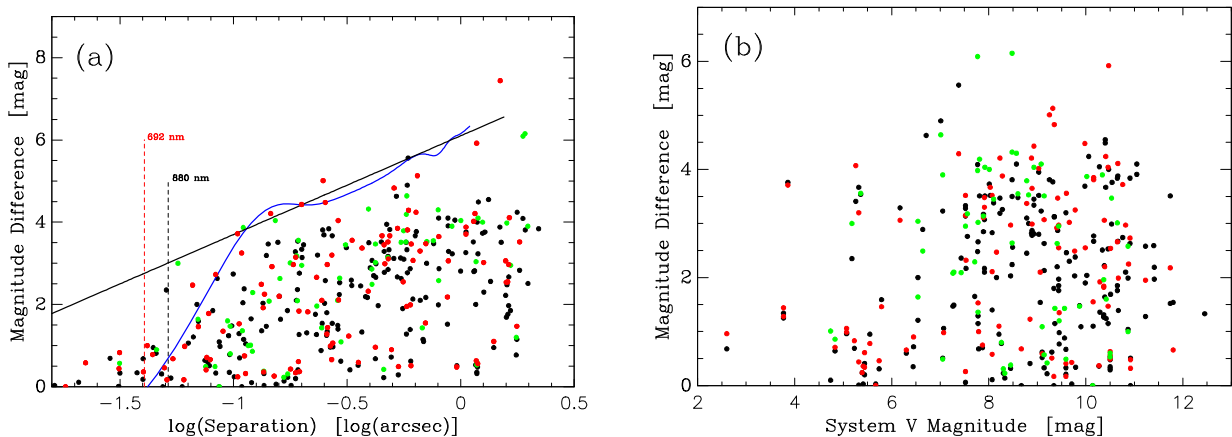 (a)
Magnitude Difference [mag]
8
6
4
2
0
692 nm
880 nm
−1.5
−1
−0.5
0
0.5
log(Separation) [log(arcsec)]
(b)
Magnitude Difference [mag]
6
4
2
0
2
4
6
8
10
12
System V Magnitude [mag]